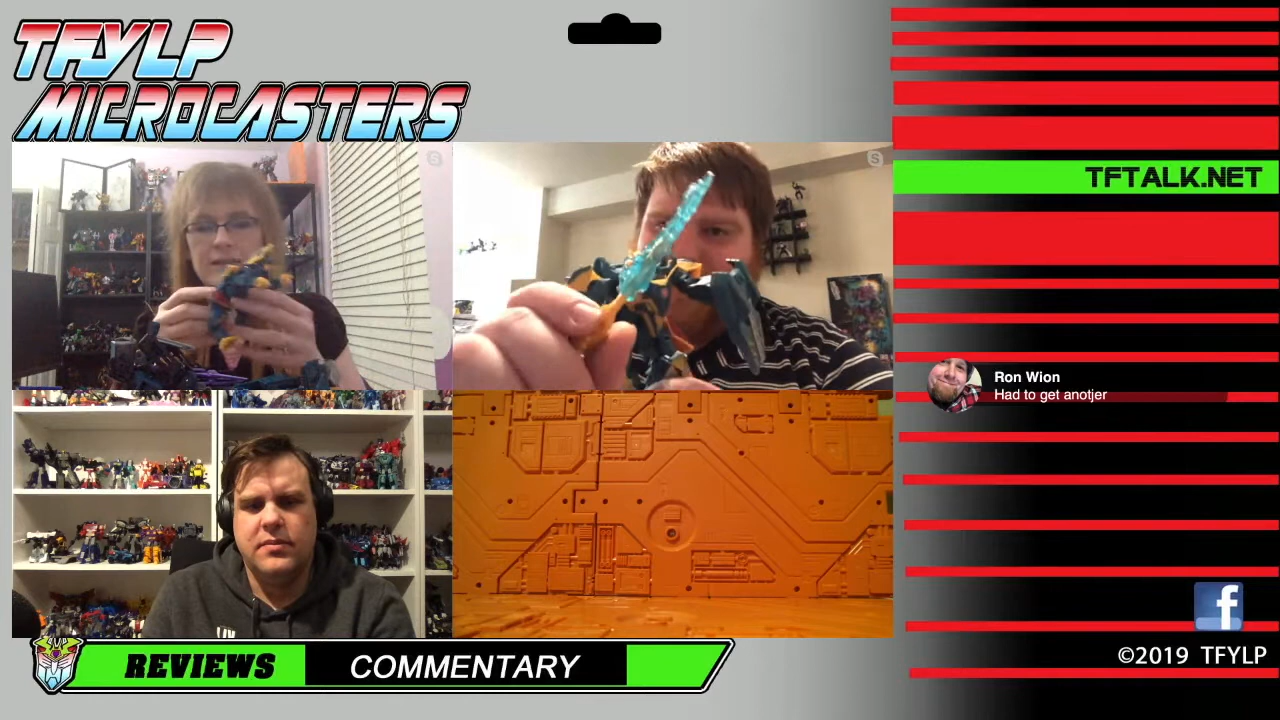 TFYLP
MICROCASTERS
TFTALK.NET
Ron Wion
Had to get anotjer
REVIEWS
COMMENTARY
©2019 TFYLP